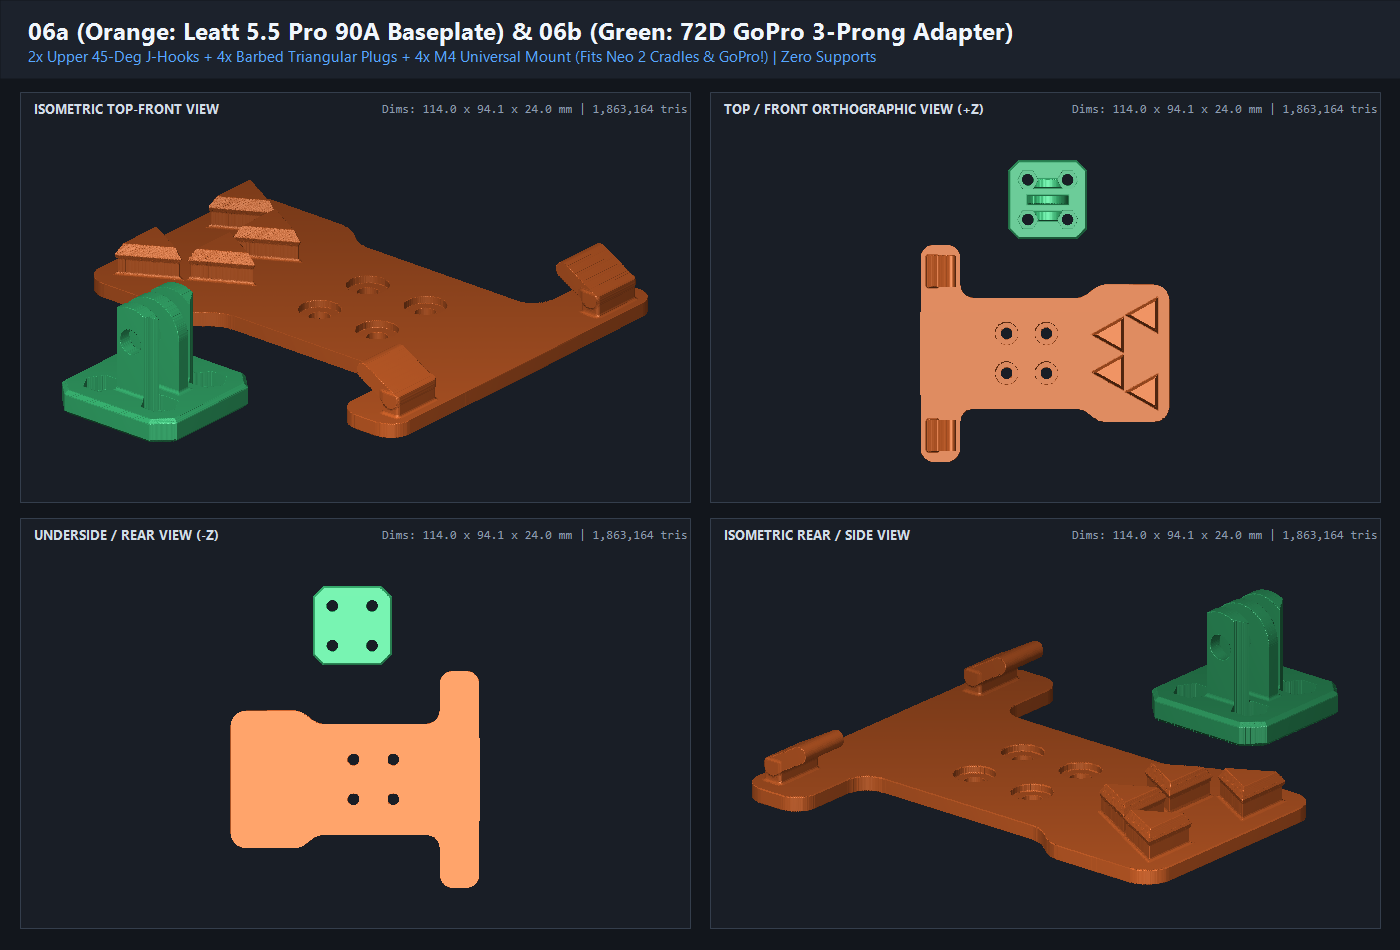 06a (Orange: Leatt 5.5 Pro 90A Baseplate) & 06b (Green: 72D GoPro 3-Prong Adapter)
2x Upper 45-Deg J-Hooks + 4x Barbed Triangular Plugs + 4x M4 Universal Mount (Fits Neo 2 Cradles & GoPro!) | Zero Supports
ISOMETRIC TOP-FRONT VIEW Dims: 114.0 x 94.1 x 24.0 mm | 1,863,164 tris
TOP / FRONT ORTHOGRAPHIC VIEW (+Z) Dims: 114.0 x 94.1 x 24.0 mm | 1,863,164 tris
UNDERSIDE / REAR VIEW (-Z) Dims: 114.0 x 94.1 x 24.0 mm | 1,863,164 tris
ISOMETRIC REAR / SIDE VIEW Dims: 114.0 x 94.1 x 24.0 mm | 1,863,164 tris